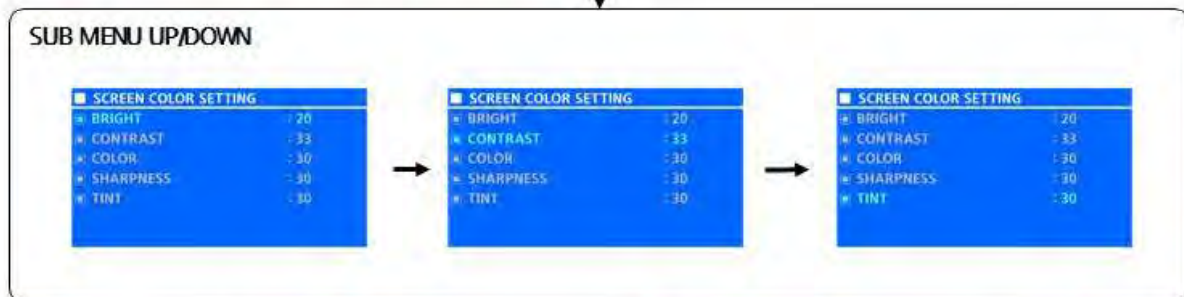 SUB MENU UP/DOWN
SCREEN COLOR SETTING
BRIGHT : 20
CONTRAST : 33
COLOR : 30
SHARPNESS : 30
TINT : 30
SCREEN COLOR SETTING
BRIGHT : 20
CONTRAST : 33
COLOR : 30
SHARPNESS : 30
TINT : 30
SCREEN COLOR SETTING
BRIGHT : 20
CONTRAST : 33
COLOR : 30
SHARPNESS : 30
TINT : 30